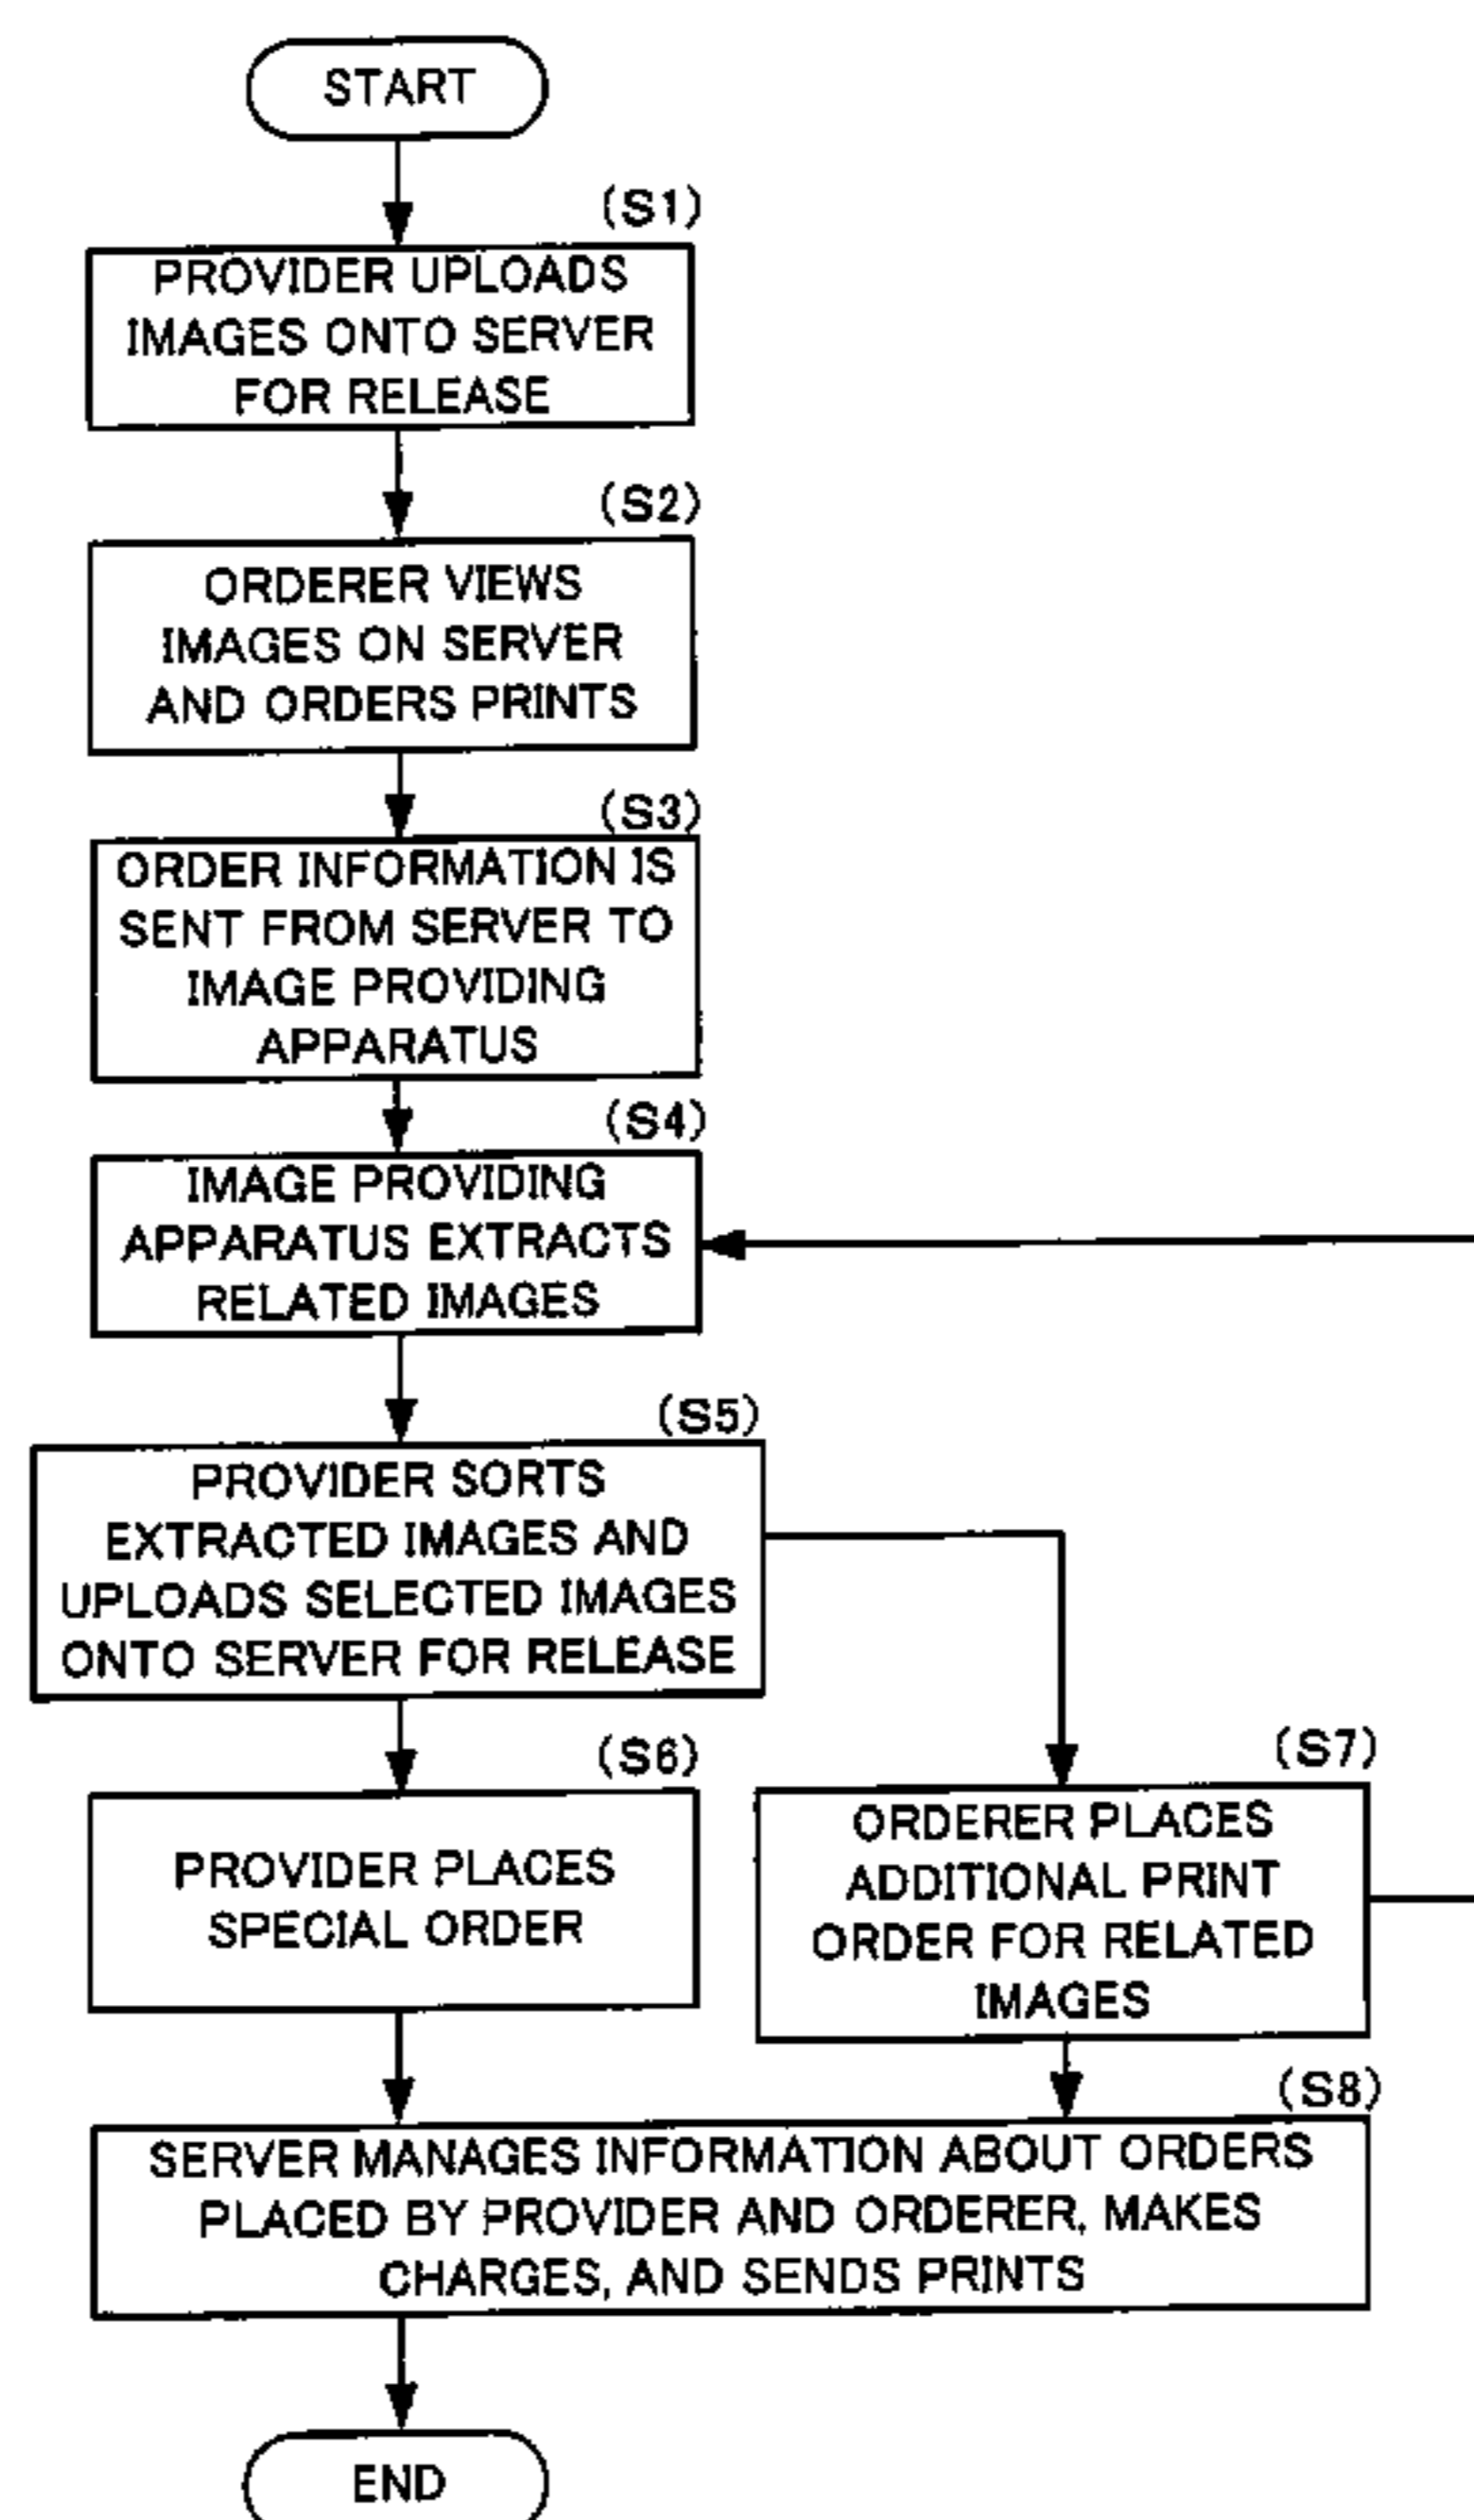 START
(S1)
PROVIDER UPLOADS
IMAGES ONTO SERVER
FOR RELEASE
(S2)
ORDERER VIEWS
IMAGES ON SERVER
AND ORDERS PRINTS
(S3)
ORDER INFORMATION IS
SENT FROM SERVER TO
IMAGE PROVIDING
APPARATUS
(S4)
IMAGE PROVIDING
APPARATUS EXTRACTS
RELATED IMAGES
(S5)
PROVIDER SORTS
EXTRACTED IMAGES AND
UPLOADS SELECTED IMAGES
ONTO SERVER FOR RELEASE
(S6)
PROVIDER PLACES
SPECIAL ORDER
(S7)
ORDERER PLACES
ADDITIONAL PRINT
ORDER FOR RELATED
IMAGES
(S8)
SERVER MANAGES INFORMATION ABOUT ORDERS
PLACED BY PROVIDER AND ORDERER, MAKES
CHARGES, AND SENDS PRINTS
END